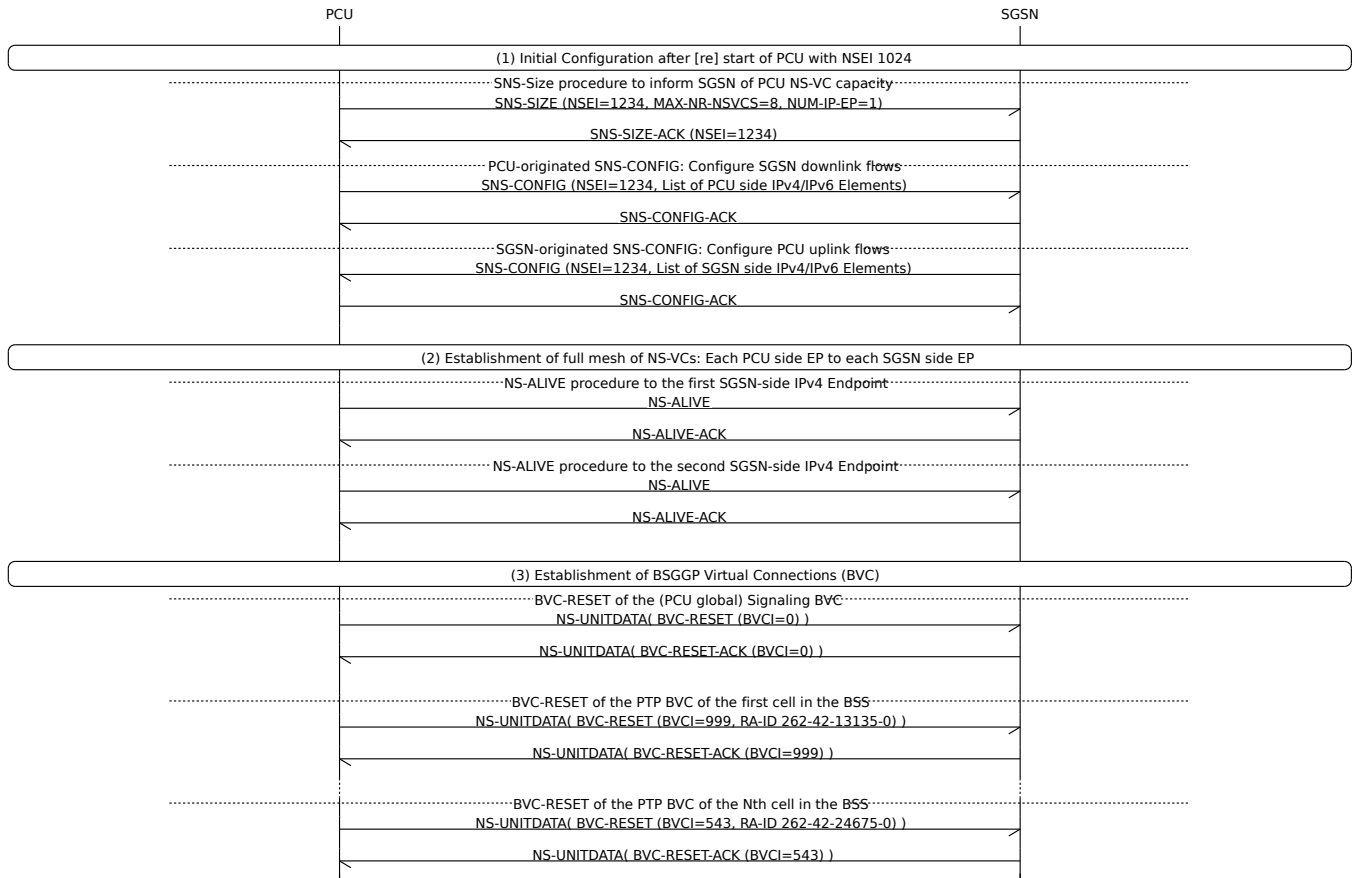 PCU
SGSN
(1) Initial Configuration after [re] start of PCU with NSEI 1024
SNS-Size procedure to inform SGSN of PCU NS-VC capacity
SNS-SIZE (NSEI=1234, MAX-NR-NSVCS=8, NUM-IP-EP=1)
SNS-SIZE-ACK (NSEI=1234)
PCU-originated SNS-CONFIG: Configure SGSN downlink flows
SNS-CONFIG (NSEI=1234, List of PCU side IPv4/IPv6 Elements)
SNS-CONFIG-ACK
SGSN-originated SNS-CONFIG: Configure PCU uplink flows
SNS-CONFIG (NSEI=1234, List of SGSN side IPv4/IPv6 Elements)
SNS-CONFIG-ACK
(2) Establishment of full mesh of NS-VCs: Each PCU side EP to each SGSN side EP
NS-ALIVE procedure to the first SGSN-side IPv4 Endpoint
NS-ALIVE
NS-ALIVE-ACK
NS-ALIVE procedure to the second SGSN-side IPv4 Endpoint
NS-ALIVE
NS-ALIVE-ACK
(3) Establishment of BSGGP Virtual Connections (BVC)
BVC-RESET of the (PCU global) Signaling BVC
NS-UNITDATA( BVC-RESET (BVCI=0) )
NS-UNITDATA( BVC-RESET-ACK (BVCI=0) )
BVC-RESET of the PTP BVC of the first cell in the BSS
NS-UNITDATA( BVC-RESET (BVCI=999, RA-ID 262-42-13135-0) )
NS-UNITDATA( BVC-RESET-ACK (BVCI=999) )
BVC-RESET of the PTP BVC of the Nth cell in the BSS
NS-UNITDATA( BVC-RESET (BVCI=543, RA-ID 262-42-24675-0) )
NS-UNITDATA( BVC-RESET-ACK (BVCI=543) )